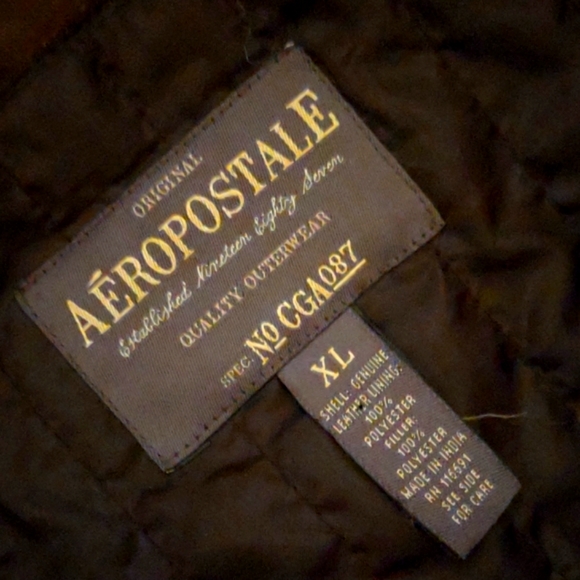 ORIGINAL
AÉROPOSTALE
Established Nineteen Eighty Seven
QUALITY OUTERWEAR
SPEC. No CGA087
XL
SHELL- GENUINE
LEATHER LINING:
100%
POLYESTER
FILLER:
100%
POLYESTER
MADE IN INDIA
RN 116591
SEE SIDE
FOR CARE